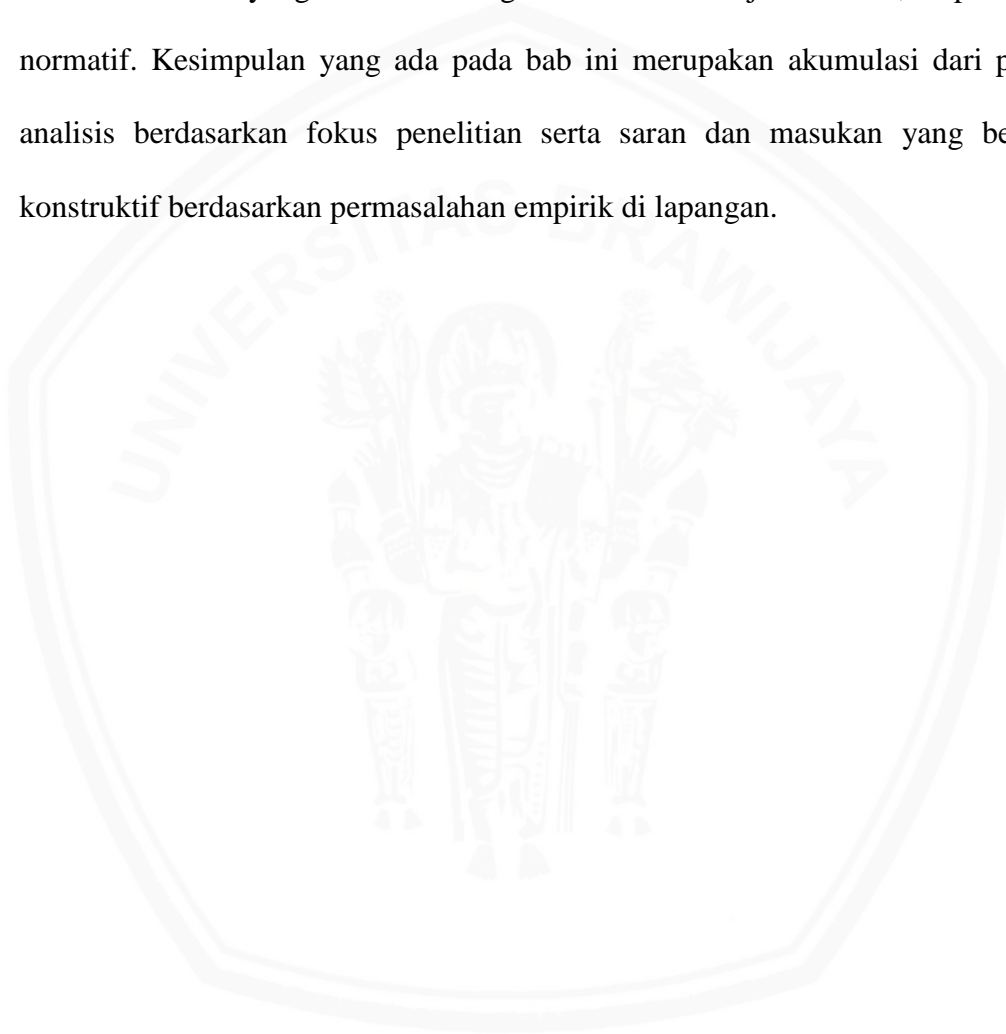 normatif. Kesimpulan yang ada pada bab ini merupakan akumulasi dari
analisis berdasarkan fokus penelitian serta saran dan masukan yang
konstruktif berdasarkan permasalahan empirik di lapangan.
UNIVERSITAS BRAWIJAYA